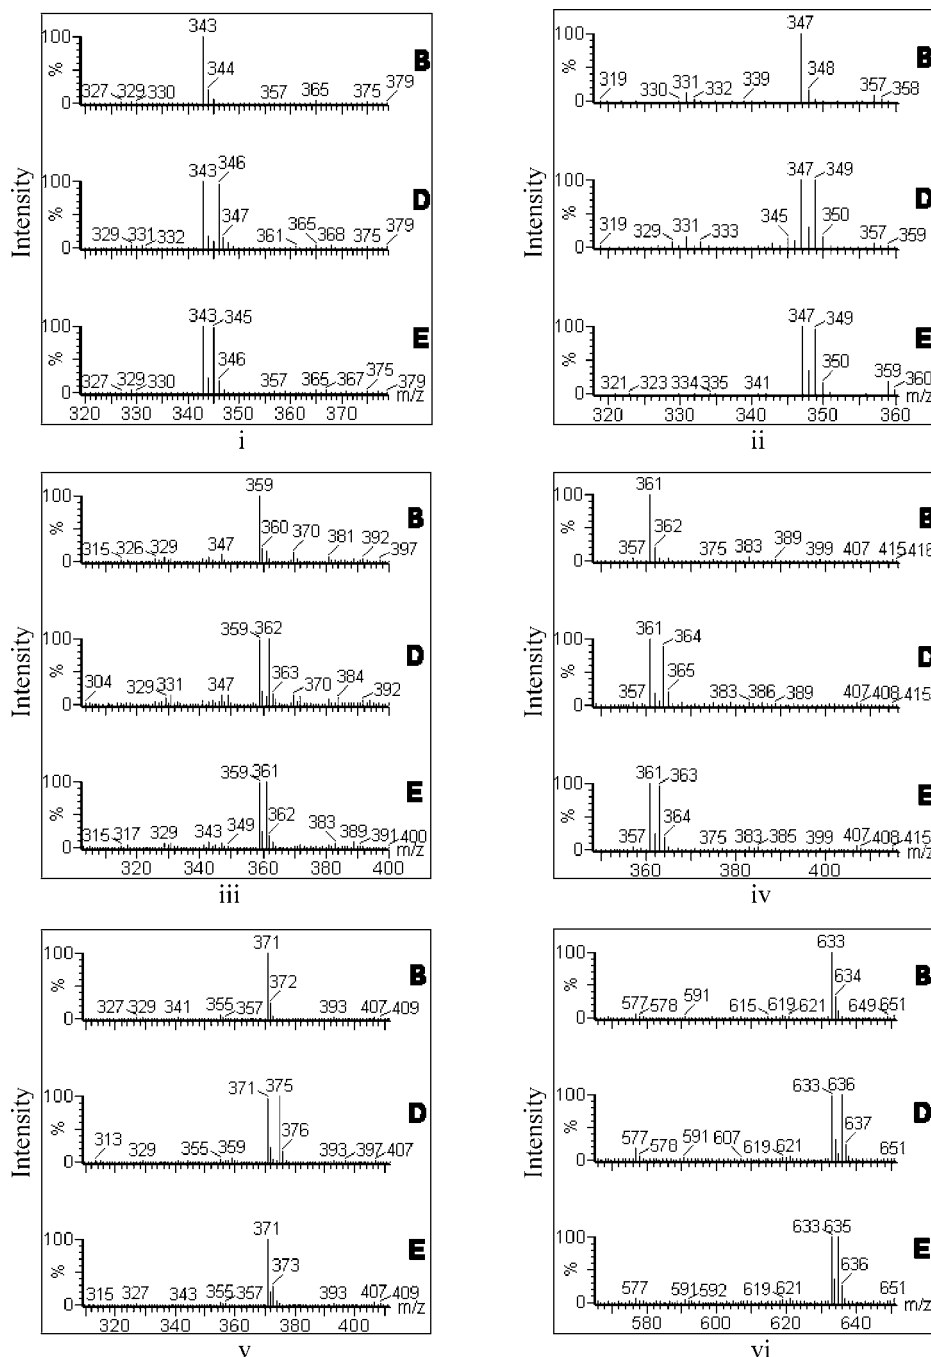 343
100
344
327 329 330 357 365 375 379
0
%
B
343 346
100
347
329 331 332 361 365 368 375 379
0
%
D
Intensity
343 345
100
346
327 329 330 357 365 367 375 379
0
%
E
m/z
320 330 340 350 360 370
i
347
100
348
319 330 331 332 339 357 358
0
%
B
347 349
100
345 350
319 329 331 333 357 359
0
%
D
Intensity
347 349
100
350
321 323 334 335 341 359 360
0
%
E
m/z
320 330 340 350 360
ii
359
100
360 370
315 326 329 347 381 392 397
0
%
B
359 362
100
363
304 329 331 347 370 384 392
0
%
D
Intensity
359 361
100
362
315 317 329 343 349 383 389 391 400
0
%
E
m/z
320 340 360 380 400
iii
361
100
362
357 375 383 389 399 407 415 418
0
%
B
361 364
100
365
357 383 386 389 407 408 415
0
%
D
Intensity
361 363
100
364
357 375 383 385 399 407 408 415
0
%
E
m/z
360 380 400
iv
371
100
372
327 329 341 355 357 393 407 409
0
%
B
371 375
100
376
313 329 355 359 393 397 407
0
%
D
Intensity
371
100
373
315 327 343 355 357 393 407 409
0
%
E
m/z
320 340 360 380 400
v
633
100
634
577 578 591 615 619 621 649 651
0
%
B
633 636
100
637
577 578 591 607 619 621 651
0
%
D
Intensity
633 635
100
636
577 591 592 619 621 651
0
%
E
m/z
580 600 620 640
vi